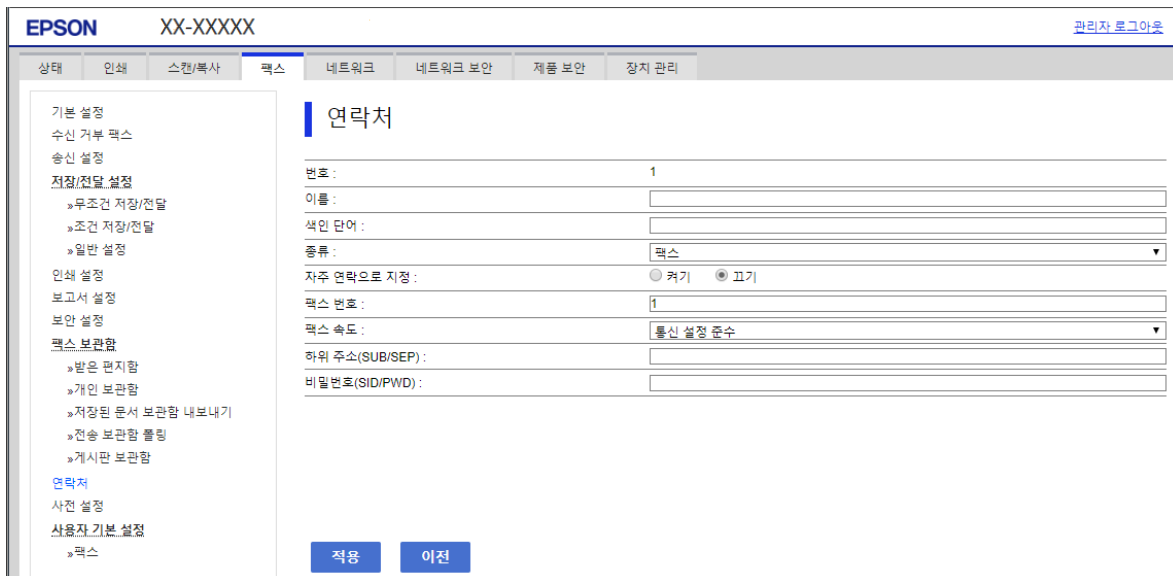 EPSON XX-XXXXX 관리자 로그아웃
상태 인쇄 스캔/복사 팩스 네트워크 네트워크 보안 제품 보안 장치 관리
기본 설정
수신 거부 팩스
송신 설정
저장/전달 설정
»무조건 저장/전달
»조건 저장/전달
»일반 설정
인쇄 설정
보고서 설정
보안 설정
팩스 보관함
»받은 편지함
»개인 보관함
»저장된 문서 보관함 내보내기
»전송 보관함 폴링
»게시판 보관함
연락처
사전 설정
사용자 기본 설정
»팩스
연락처
번호 : 1
이름 :
색인 단어 :
종류 : 팩스
자주 연락으로 지정 : 켜기 끄기
팩스 번호 : 1
팩스 속도 : 통신 설정 준수
하위 주소(SUB/SEP) :
비밀번호(SID/PWD) :
적용 이전